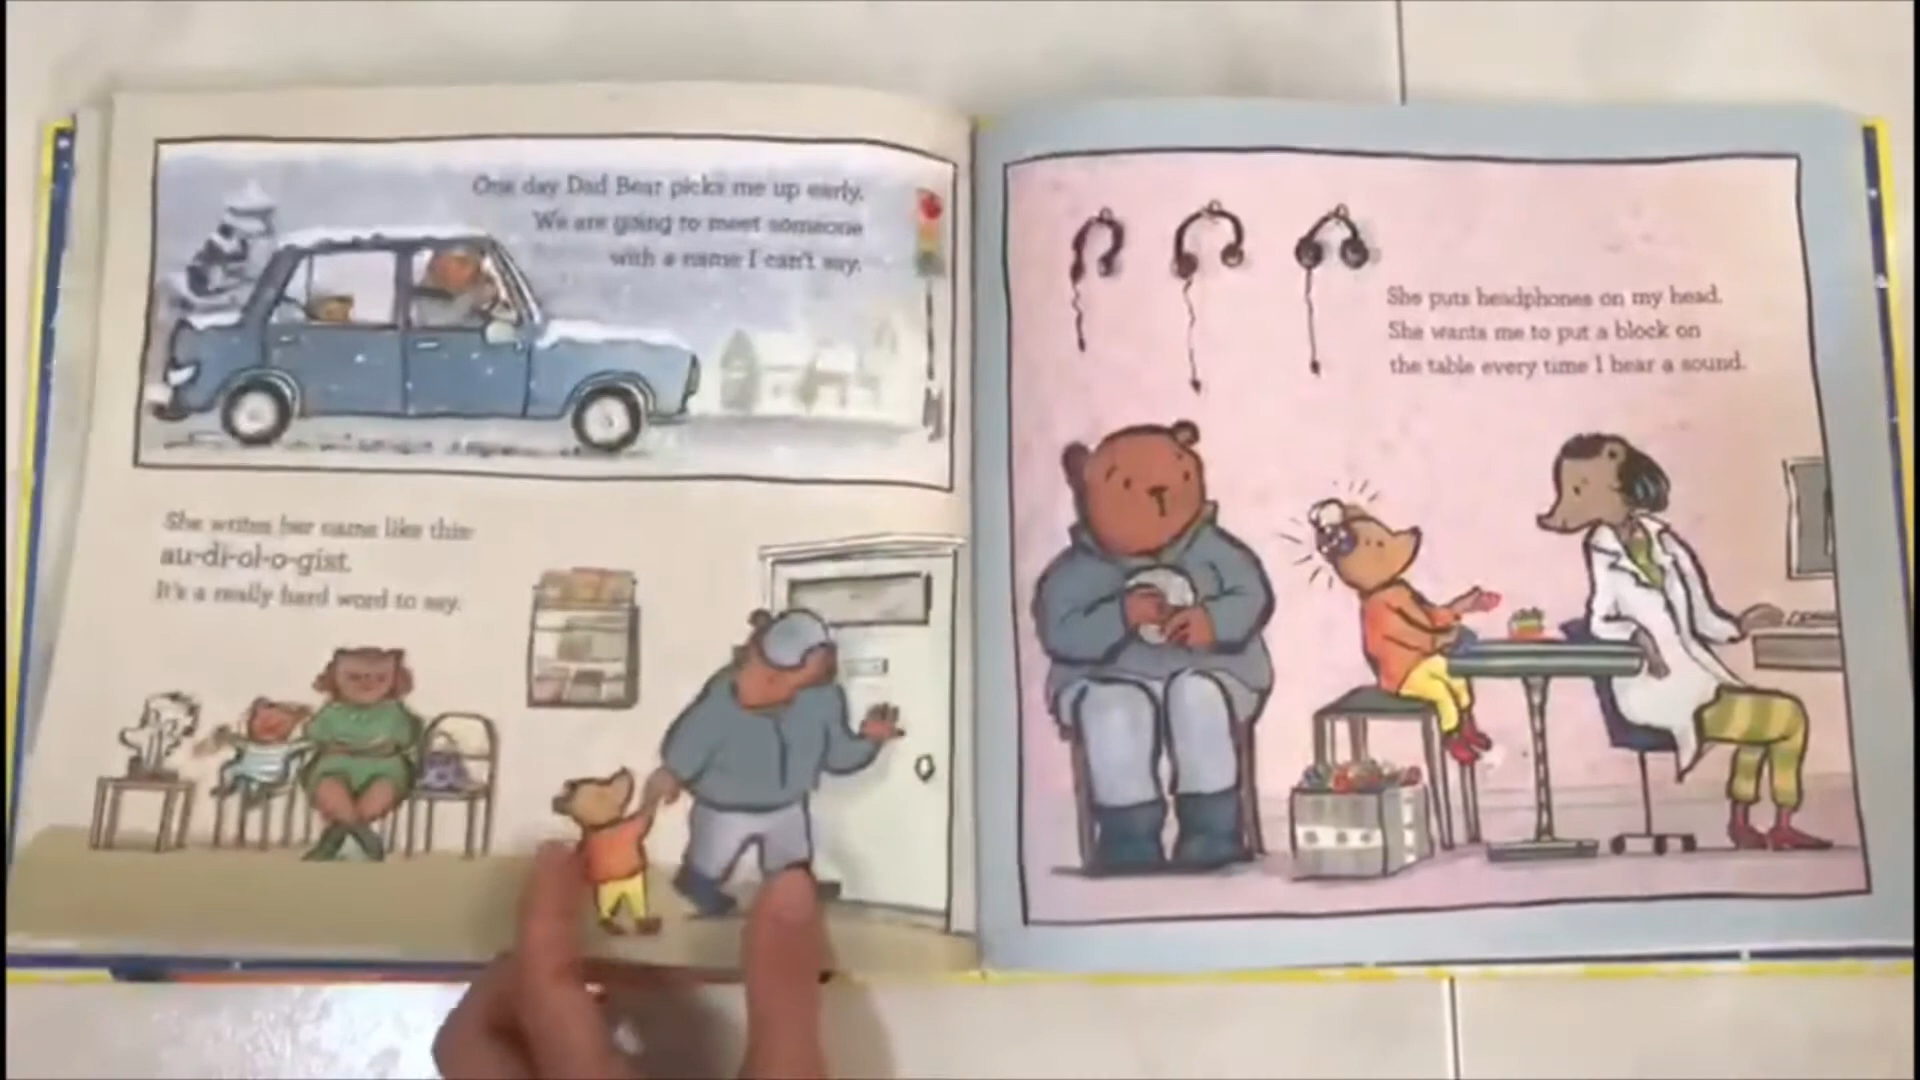 One day Dad Bear picks me up early.
We are going to meet someone
with a name I can't say.
She writes her name like this:
au-di-ol-o-gist.
It's a really hard word to say.
She puts headphones on my head.
She wants me to put a block on
the table every time I hear a sound.